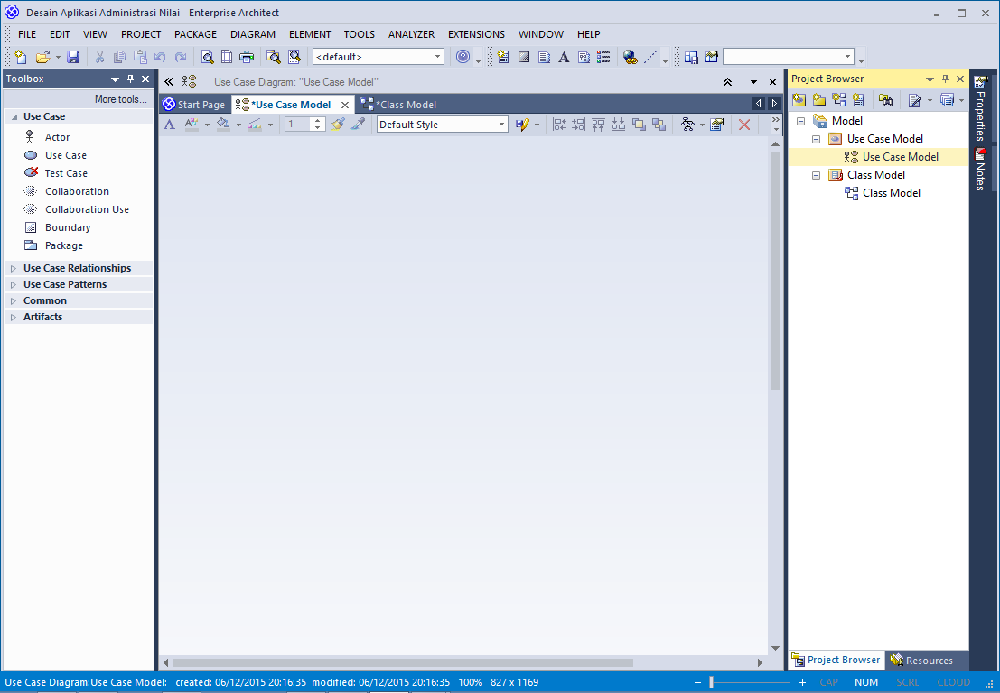 Desain Aplikasi Administrasi Nilai - Enterprise Architect
FILE EDIT VIEW PROJECT PACKAGE DIAGRAM ELEMENT TOOLS ANALYZER EXTENSIONS WINDOW HELP
<default>
Toolbox
More tools...
Use Case
Actor
Use Case
Test Case
Collaboration
Collaboration Use
Boundary
Package
Use Case Relationships
Use Case Patterns
Common
Artifacts
Use Case Diagram: "Use Case Model"
Start Page *Use Case Model *Class Model
1 Default Style
Project Browser
Model
Use Case Model
Use Case Model
Class Model
Class Model
Project Browser Resources
Properties
Notes
Use Case Diagram:Use Case Model: created: 06/12/2015 20:16:35 modified: 06/12/2015 20:16:35 100% 827 x 1169 CAP NUM SCRL CLOUD